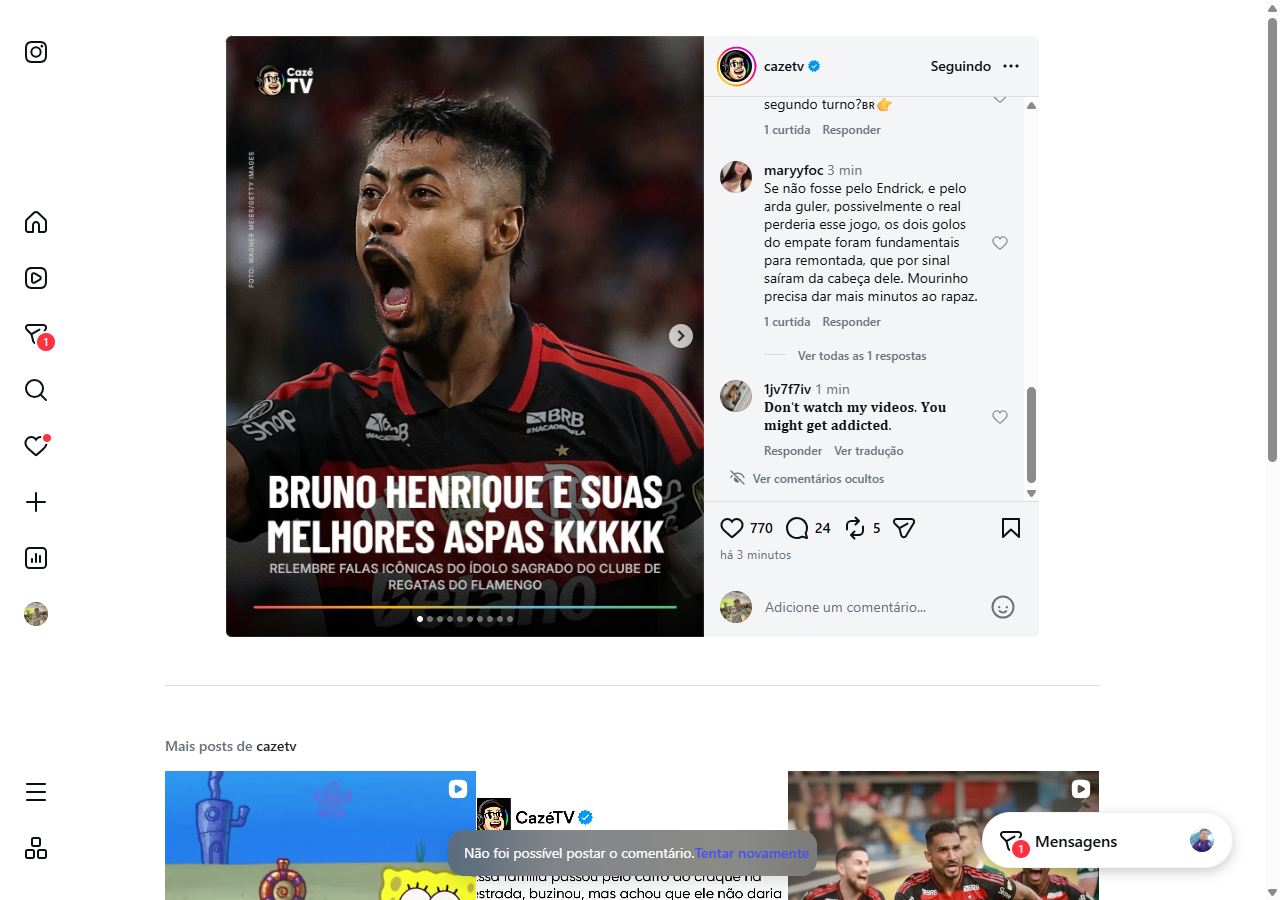 Cazé
TV
FOTO: WAGNER MEIER/GETTY IMAGES
Shop
BRB
#NACAOBRBFLA
BRUNO HENRIQUE E SUAS
MELHORES ASPAS KKKKK
RELEMBRE FALAS ICÔNICAS DO ÍDOLO SAGRADO DO CLUBE DE
REGATAS DO FLAMENGO
betano
cazetv
Seguindo
segundo turno?BR👉
1 curtida Responder
maryyfoc 3 min
Se não fosse pelo Endrick, e pelo
arda guler, possivelmente o real
perderia esse jogo, os dois golos
do empate foram fundamentais
para remontada, que por sinal
saíram da cabeça dele. Mourinho
precisa dar mais minutos ao rapaz.
1 curtida Responder
Ver todas as 1 respostas
1jv7f7iv 1 min
Don't watch my videos. You
might get addicted.
Responder Ver tradução
Ver comentários ocultos
770 24 5
há 3 minutos
Adicione um comentário...
1
Mais posts de cazetv
CazéTV
Não foi possível postar o comentário. Tentar novamente
essa família passou pelo carro do craque na
estrada, buzinou, mas achou que ele não daria
1
Mensagens